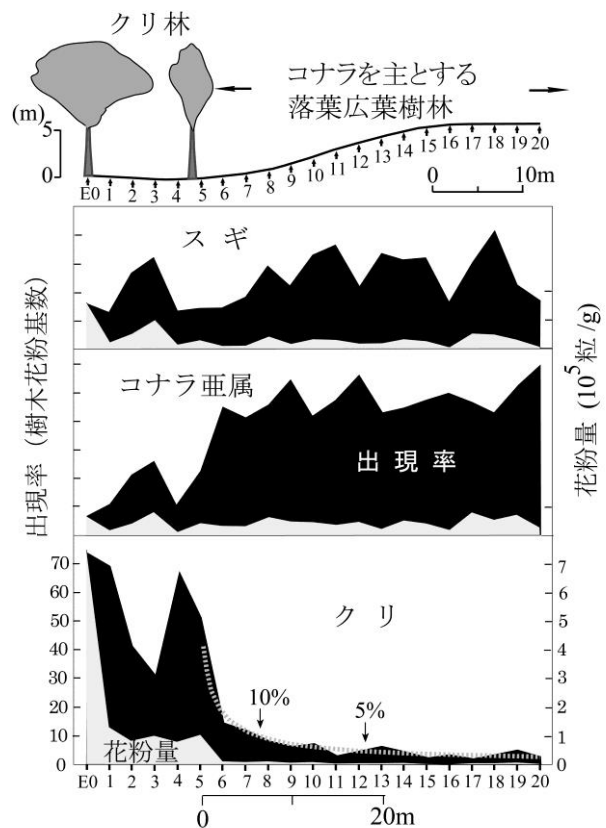 クリ林
コナラを主とする
落葉広葉樹林
(m)
5
0
E0 1 2 3 4 5 6 7 8 9 10 11 12 13 14 15 16 17 18 19 20
0 10m
スギ
コナラ亜属
出現率
出現率(樹木花粉基数)
花粉量(10⁵粒/g)
クリ
70
60
50
40
30
20
10
0
7
6
5
4
3
2
1
0
10%
5%
花粉量
E0 1 2 3 4 5 6 7 8 9 10 11 12 13 14 15 16 17 18 19 20
0 20m